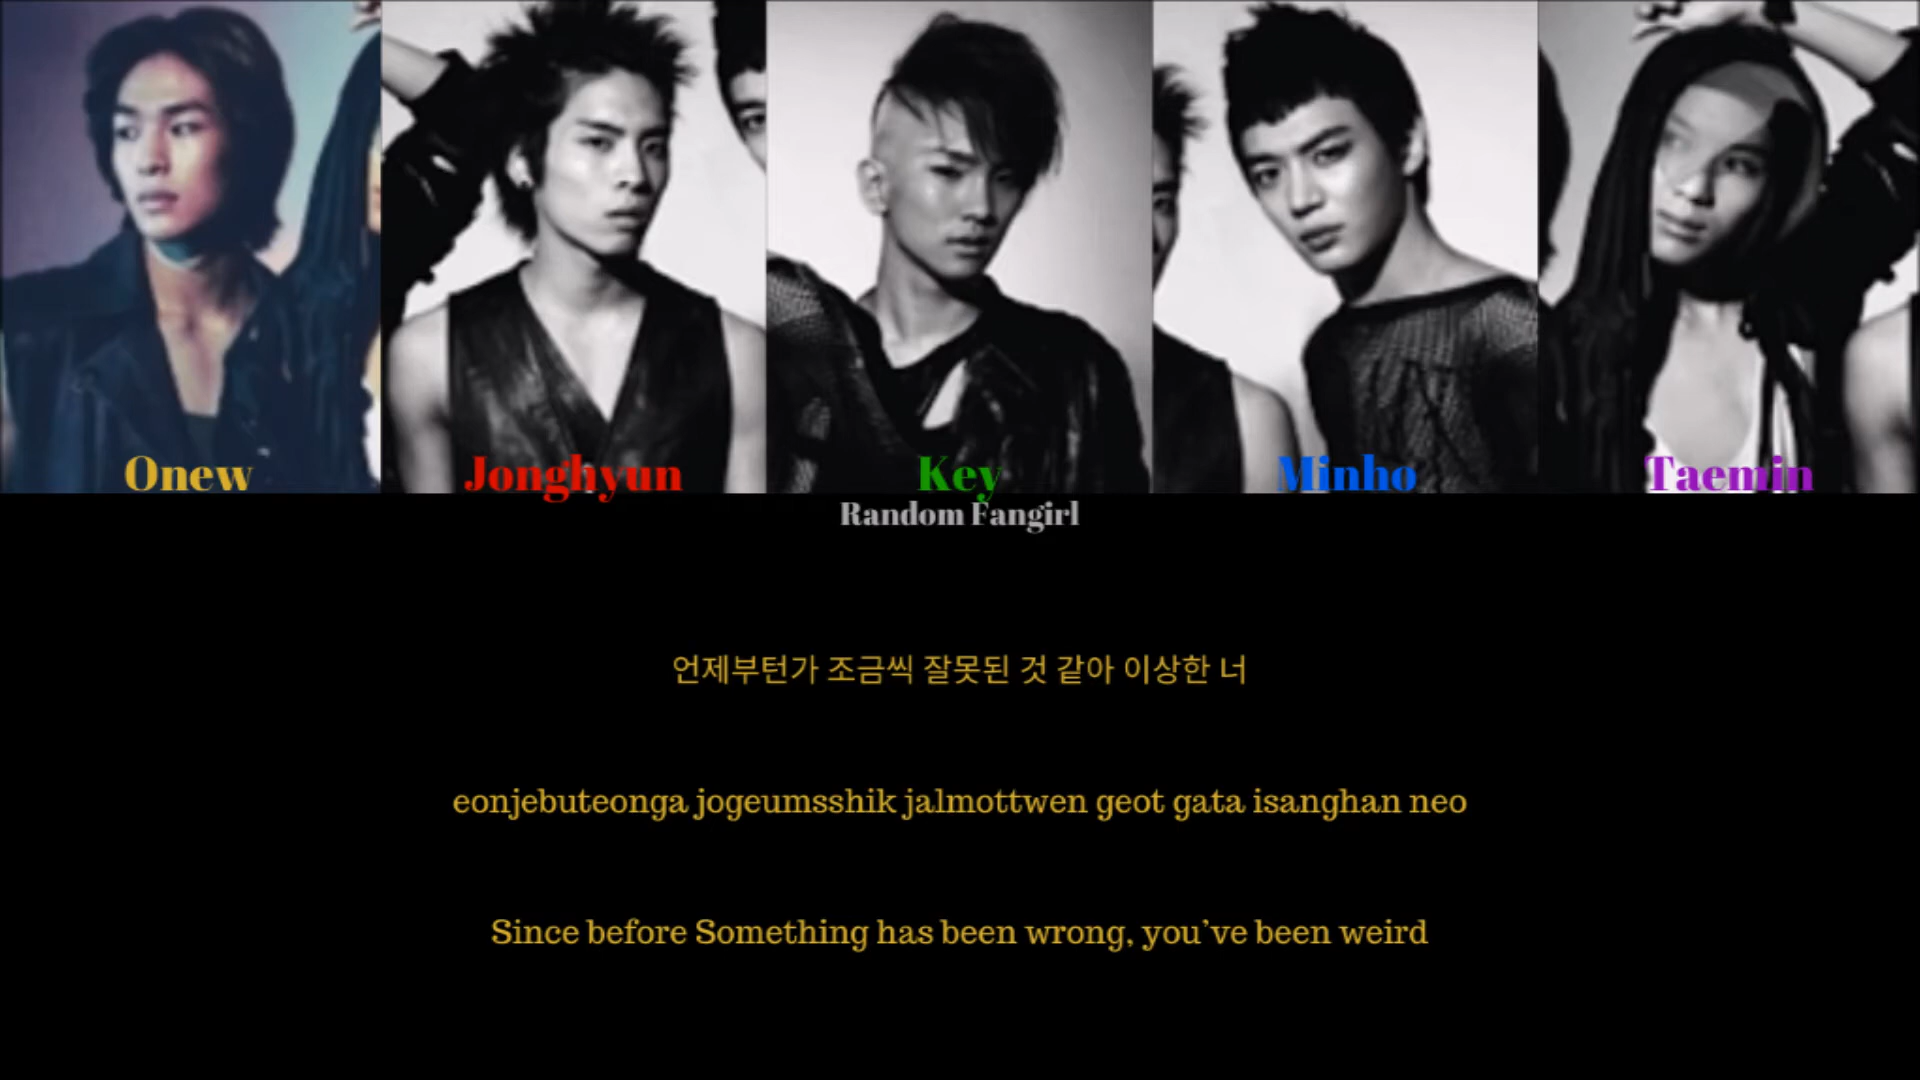 Onew Jonghyun Key Minho Taemin
Random Fangirl
언제부턴가 조금씩 잘못된 것 같아 이상한 너
eonjebuteonga jogeumsshik jalmottwen geot gata isanghan neo
Since before Something has been wrong, you’ve been weird